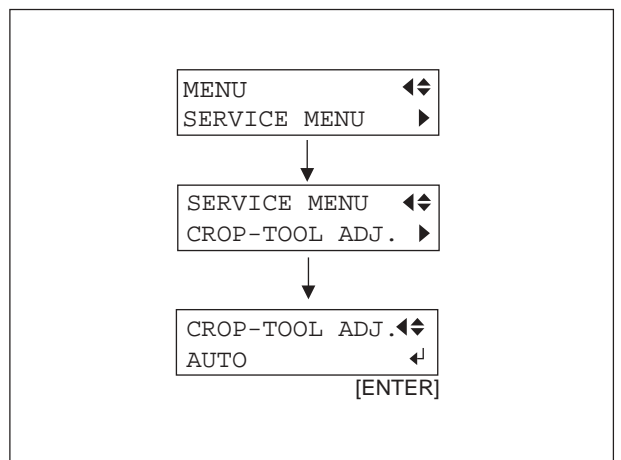 MENU ◀◆
SERVICE MENU ▶
SERVICE MENU ◀◆
CROP-TOOL ADJ. ▶
CROP-TOOL ADJ.◀◆
AUTO ↵
[ENTER]